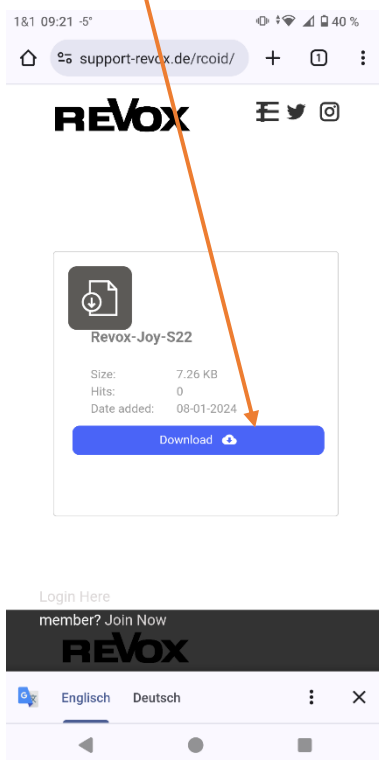 1&1 09:21 -5° 40 %
support-revox.de/rcoid/ 1
REVOX
Revox-Joy-S22
Size: 7.26 KB
Hits: 0
Date added: 08-01-2024
Download
Login Here
member? Join Now
REVOX
Englisch Deutsch